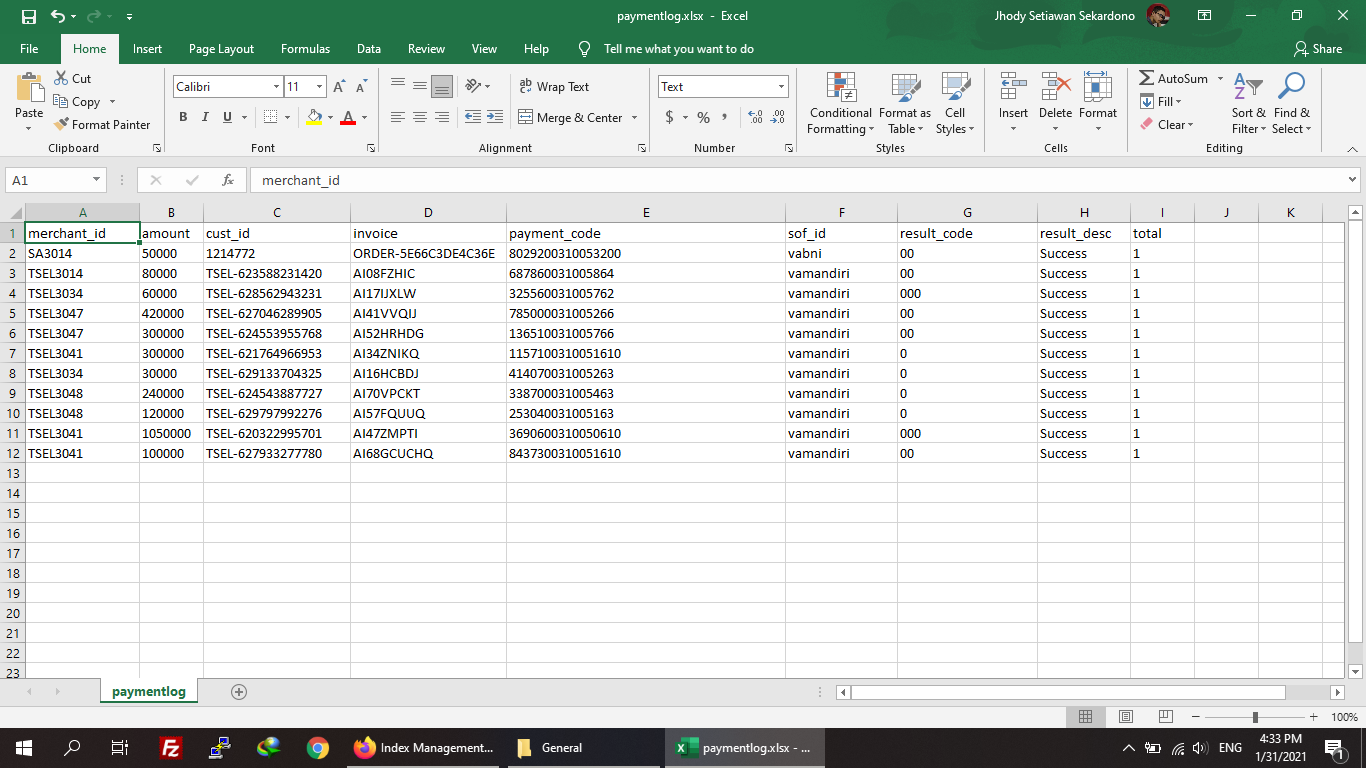 paymentlog.xlsx - Excel
Jhody Setiawan Sekardono
File Home Insert Page Layout Formulas Data Review View Help Tell me what you want to do Share
Paste
Cut
Copy
Format Painter
Clipboard
Calibri 11
B I U A
Font
Wrap Text
Merge & Center
Alignment
Text
$ % ,
Number
Conditional Formatting
Format as Table
Cell Styles
Styles
Insert Delete Format
Cells
AutoSum
Fill
Clear
Sort & Filter
Find & Select
Editing
A1 fx merchant_id
A B C D E F G H I J K
1 merchant_id amount cust_id invoice payment_code sof_id result_code result_desc total
2 SA3014 50000 1214772 ORDER-5E66C3DE4C36E 8029200310053200 vabni 00 Success 1
3 TSEL3014 80000 TSEL-623588231420 AI08FZHIC 687860031005864 vamandiri 00 Success 1
4 TSEL3034 60000 TSEL-628562943231 AI17IJXLW 325560031005762 vamandiri 000 Success 1
5 TSEL3047 420000 TSEL-627046289905 AI41VVQIJ 785000031005266 vamandiri 00 Success 1
6 TSEL3047 300000 TSEL-624553955768 AI52HRHDG 136510031005766 vamandiri 00 Success 1
7 TSEL3041 300000 TSEL-621764966953 AI34ZNIKQ 1157100310051610 vamandiri 0 Success 1
8 TSEL3034 30000 TSEL-629133704325 AI16HCBDJ 414070031005263 vamandiri 0 Success 1
9 TSEL3048 240000 TSEL-624543887727 AI70VPCKT 338700031005463 vamandiri 0 Success 1
10 TSEL3048 120000 TSEL-629797992276 AI57FQUUQ 253040031005163 vamandiri 0 Success 1
11 TSEL3041 1050000 TSEL-620322995701 AI47ZMPTI 3690600310050610 vamandiri 000 Success 1
12 TSEL3041 100000 TSEL-627933277780 AI68GCUCHQ 8437300310051610 vamandiri 00 Success 1
13
14
15
16
17
18
19
20
21
22
23
paymentlog
100%
Index Management...
General
paymentlog.xlsx - ...
ENG
4:33 PM
1/31/2021
1